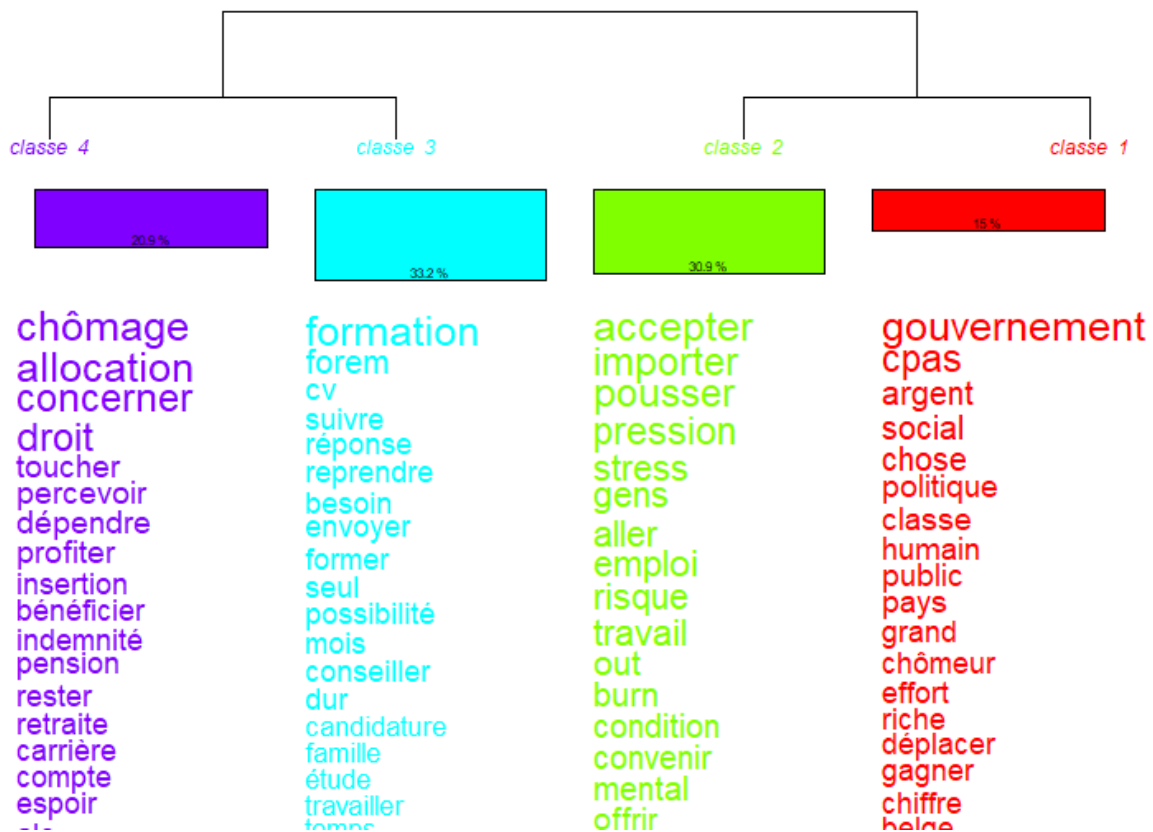 classe 4
classe 3
classe 2
classe 1
20.9 %
33.2 %
30.9 %
15 %
chômage
allocation
concerner
droit
toucher
percevoir
dépendre
profiter
insertion
bénéficier
indemnité
pension
rester
retraite
carrière
compte
espoir
formation
forem
cv
suivre
réponse
reprendre
besoin
envoyer
former
seul
possibilité
mois
conseiller
dur
candidature
famille
étude
travailler
temps
accepter
importer
pousser
pression
stress
gens
aller
emploi
risque
travail
out
burn
condition
convenir
mental
offrir
gouvernement
cpas
argent
social
chose
politique
classe
humain
public
pays
grand
chômeur
effort
riche
déplacer
gagner
chiffre
belge